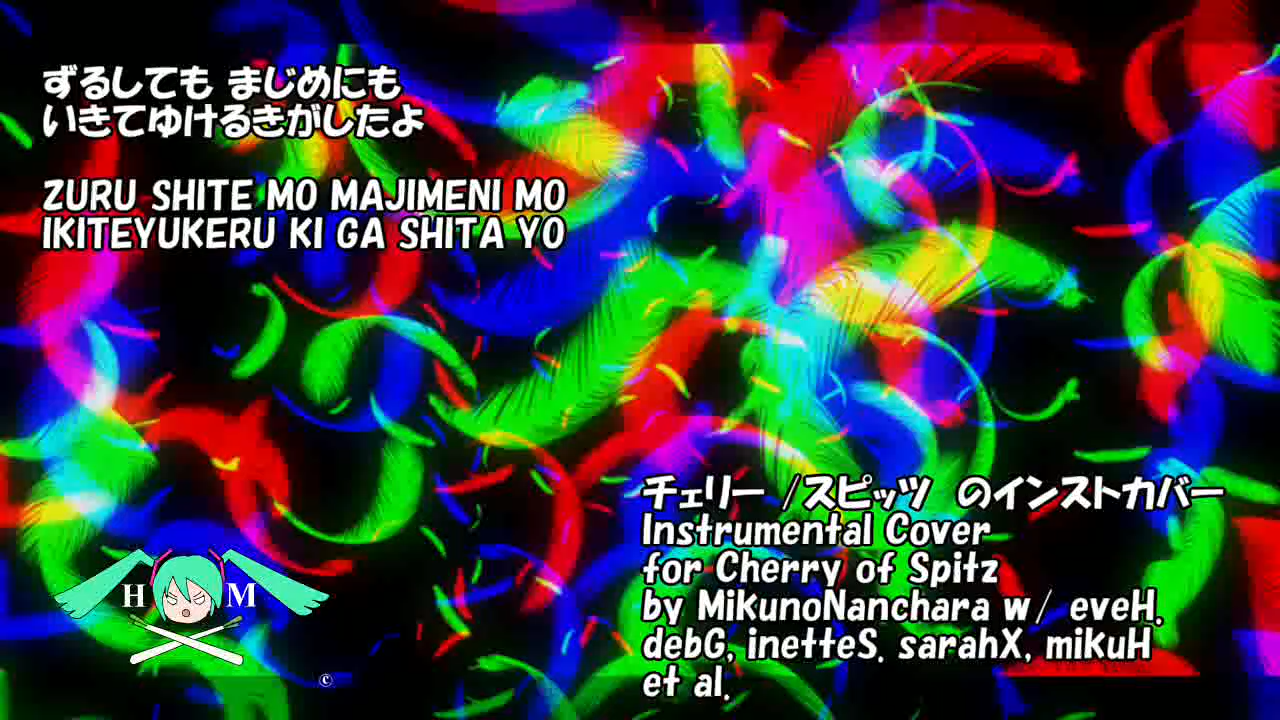 ずるしても まじめにも
いきてゆけるきがしたよ
ZURU SHITE MO MAJIMENI MO
IKITEYUKERU KI GA SHITA YO
チェリー /スピッツ のインストカバー
Instrumental Cover
for Cherry of Spitz
by MikunoNanchara w/ eveH.
debG, inetteS. sarahX, mikuH
et al.
H M
©